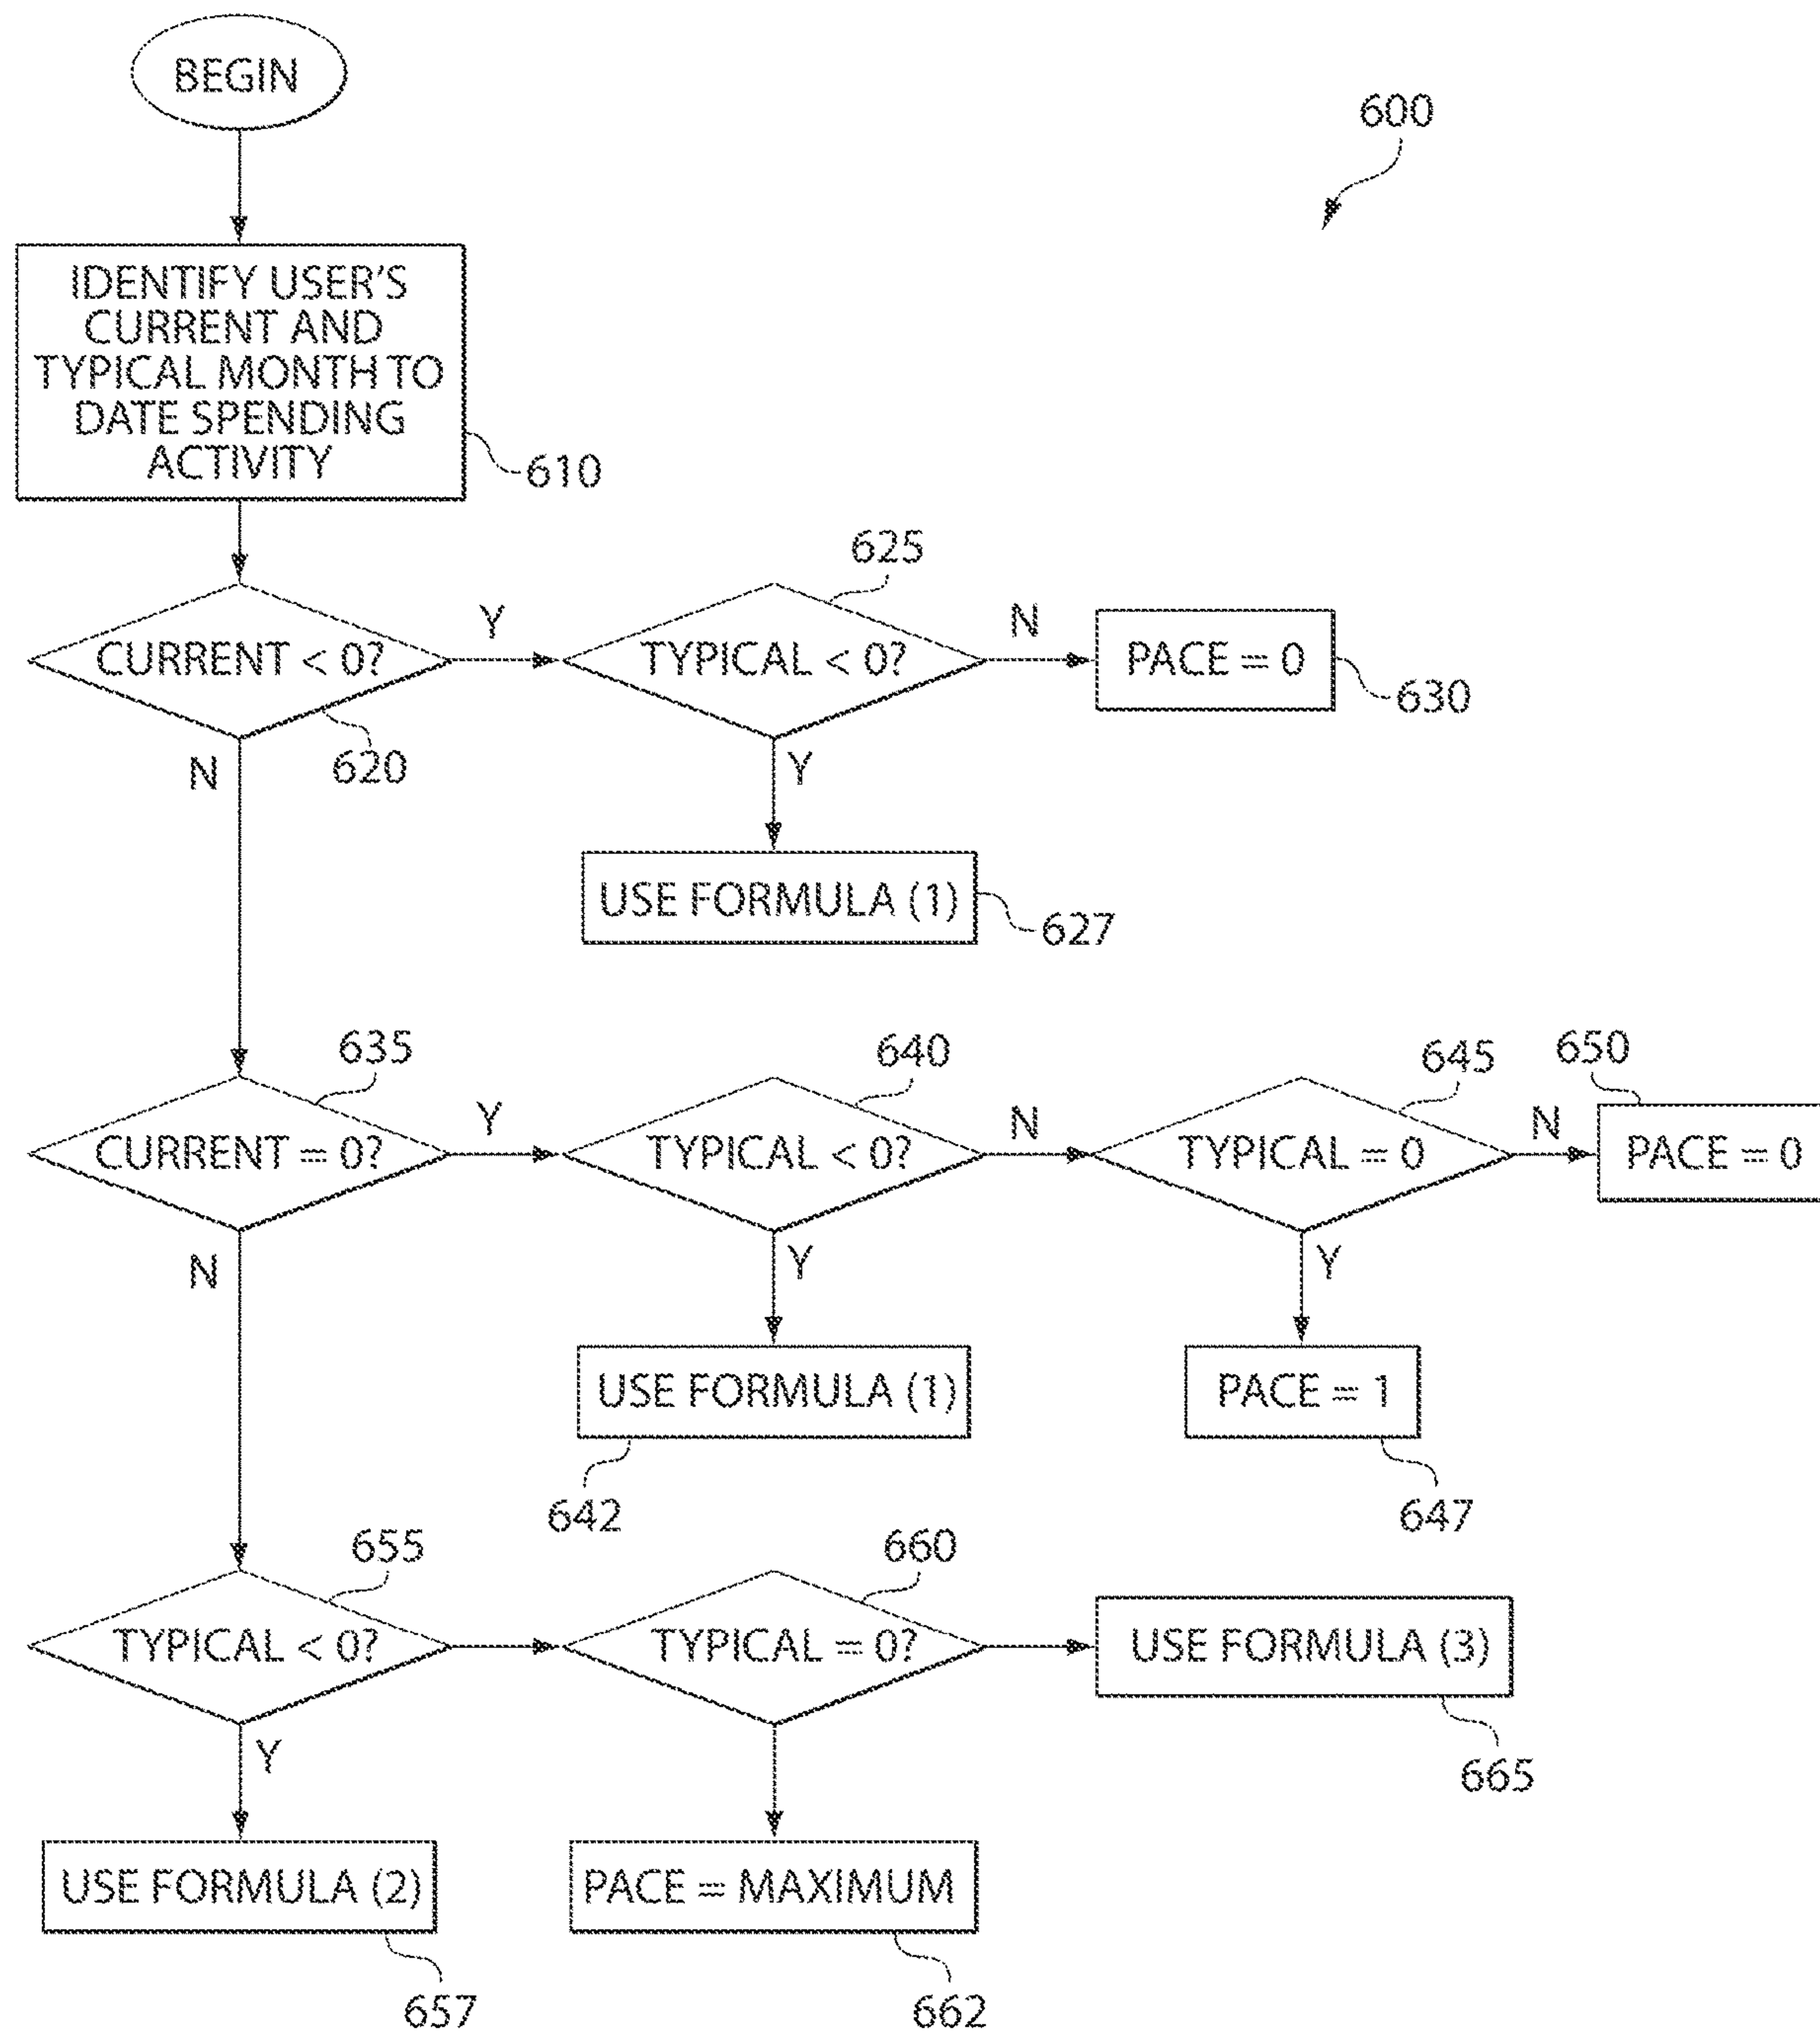 BEGIN
600
IDENTIFY USER'S
CURRENT AND
TYPICAL MONTH TO
DATE SPENDING
ACTIVITY
610
625
CURRENT < 0?
Y
TYPICAL < 0?
N
PACE = 0
630
620
N
Y
USE FORMULA (1)
627
635
640
645
650
CURRENT = 0?
Y
TYPICAL < 0?
N
TYPICAL = 0
N
PACE = 0
N
Y
Y
USE FORMULA (1)
PACE = 1
642
647
655
660
TYPICAL < 0?
TYPICAL = 0?
USE FORMULA (3)
665
Y
USE FORMULA (2)
PACE = MAXIMUM
657
662